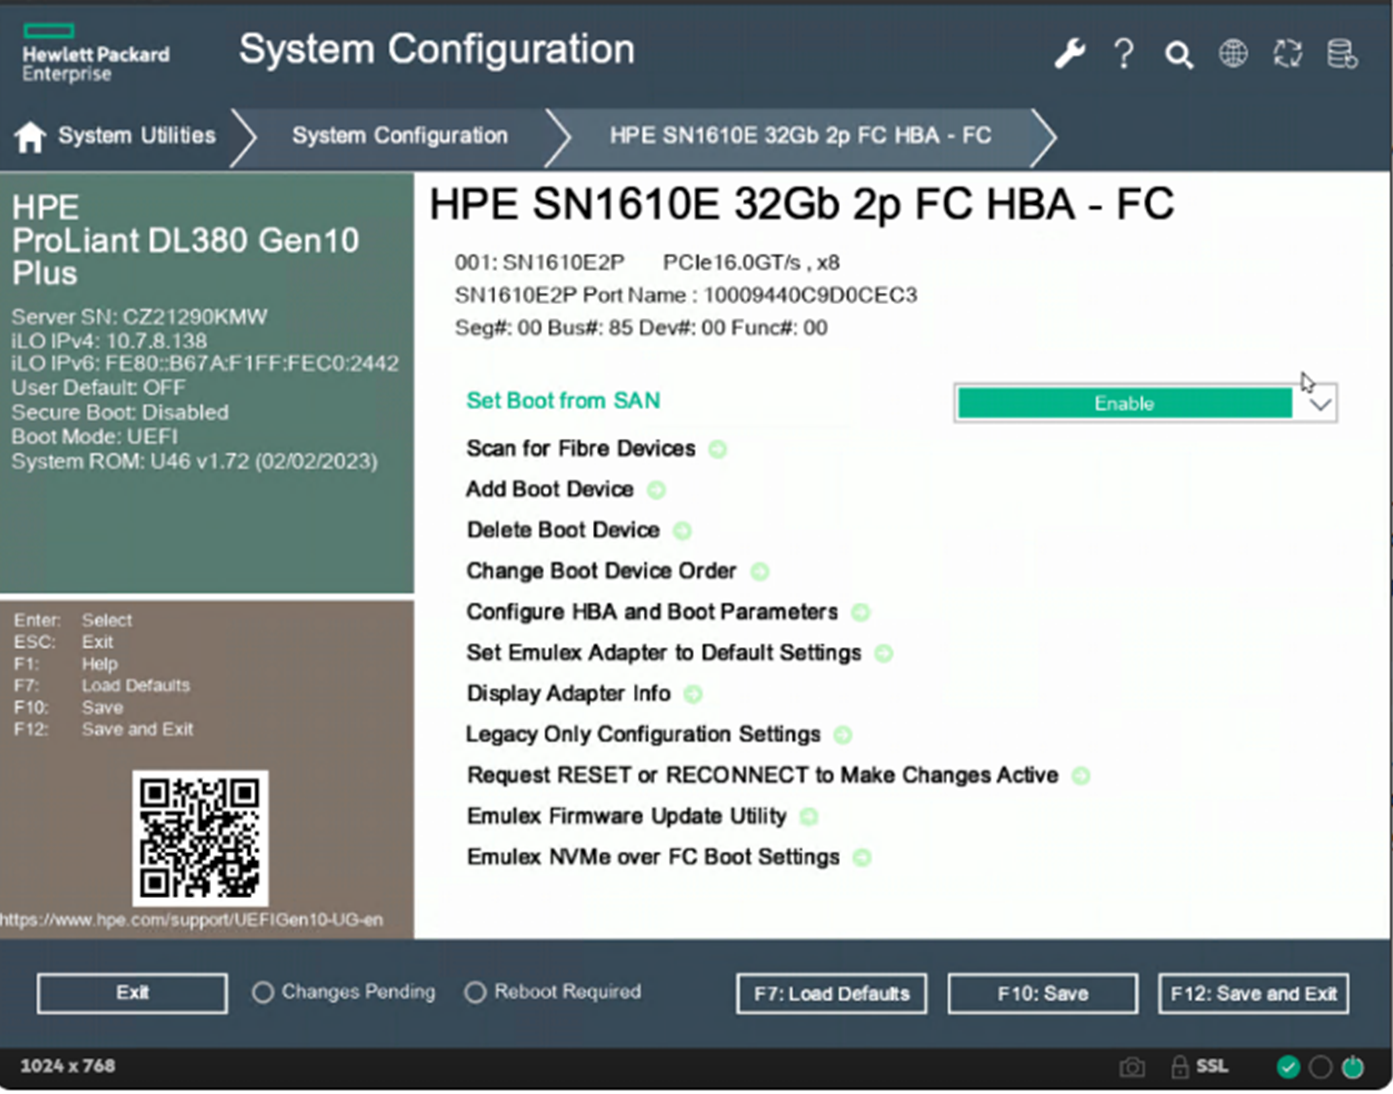 Hewlett Packard
Enterprise
System Configuration
System Utilities
System Configuration
HPE SN1610E 32Gb 2p FC HBA - FC
HPE
ProLiant DL380 Gen10
Plus
Server SN: CZ21290KMW
iLO IPv4: 10.7.8.138
iLO IPv6: FE80::B67A:F1FF:FEC0:2442
User Default: OFF
Secure Boot: Disabled
Boot Mode: UEFI
System ROM: U46 v1.72 (02/02/2023)
Enter: Select
ESC: Exit
F1: Help
F7: Load Defaults
F10: Save
F12: Save and Exit
https://www.hpe.com/support/UEFIGen10-UG-en
HPE SN1610E 32Gb 2p FC HBA - FC
001: SN1610E2P PCIe16.0GT/s , x8
SN1610E2P Port Name : 10009440C9D0CEC3
Seg#: 00 Bus#: 85 Dev#: 00 Func#: 00
Set Boot from SAN Enable
Scan for Fibre Devices
Add Boot Device
Delete Boot Device
Change Boot Device Order
Configure HBA and Boot Parameters
Set Emulex Adapter to Default Settings
Display Adapter Info
Legacy Only Configuration Settings
Request RESET or RECONNECT to Make Changes Active
Emulex Firmware Update Utility
Emulex NVMe over FC Boot Settings
Exit
Changes Pending
Reboot Required
F7: Load Defaults
F10: Save
F12: Save and Exit
1024 x 768
SSL